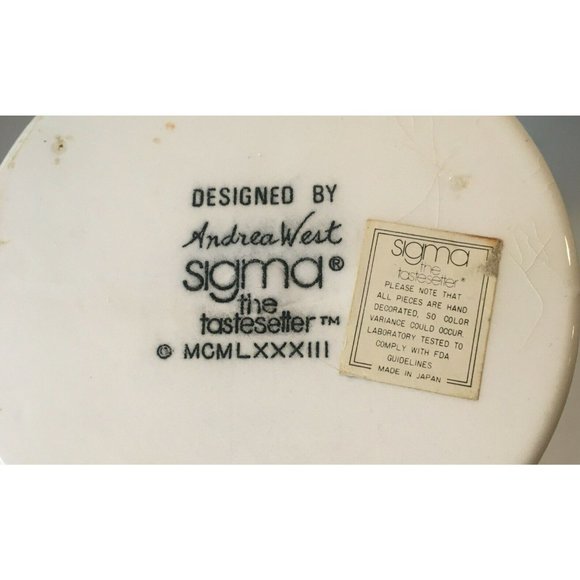 DESIGNED BY
Andrea West
sigma®
the
tastesetter™
© MCMLXXXIII
sigma
the
tastesetter®
PLEASE NOTE THAT
ALL PIECES ARE HAND
DECORATED, SO COLOR
VARIANCE COULD OCCUR
LABORATORY TESTED TO
COMPLY WITH FDA
GUIDELINES
MADE IN JAPAN